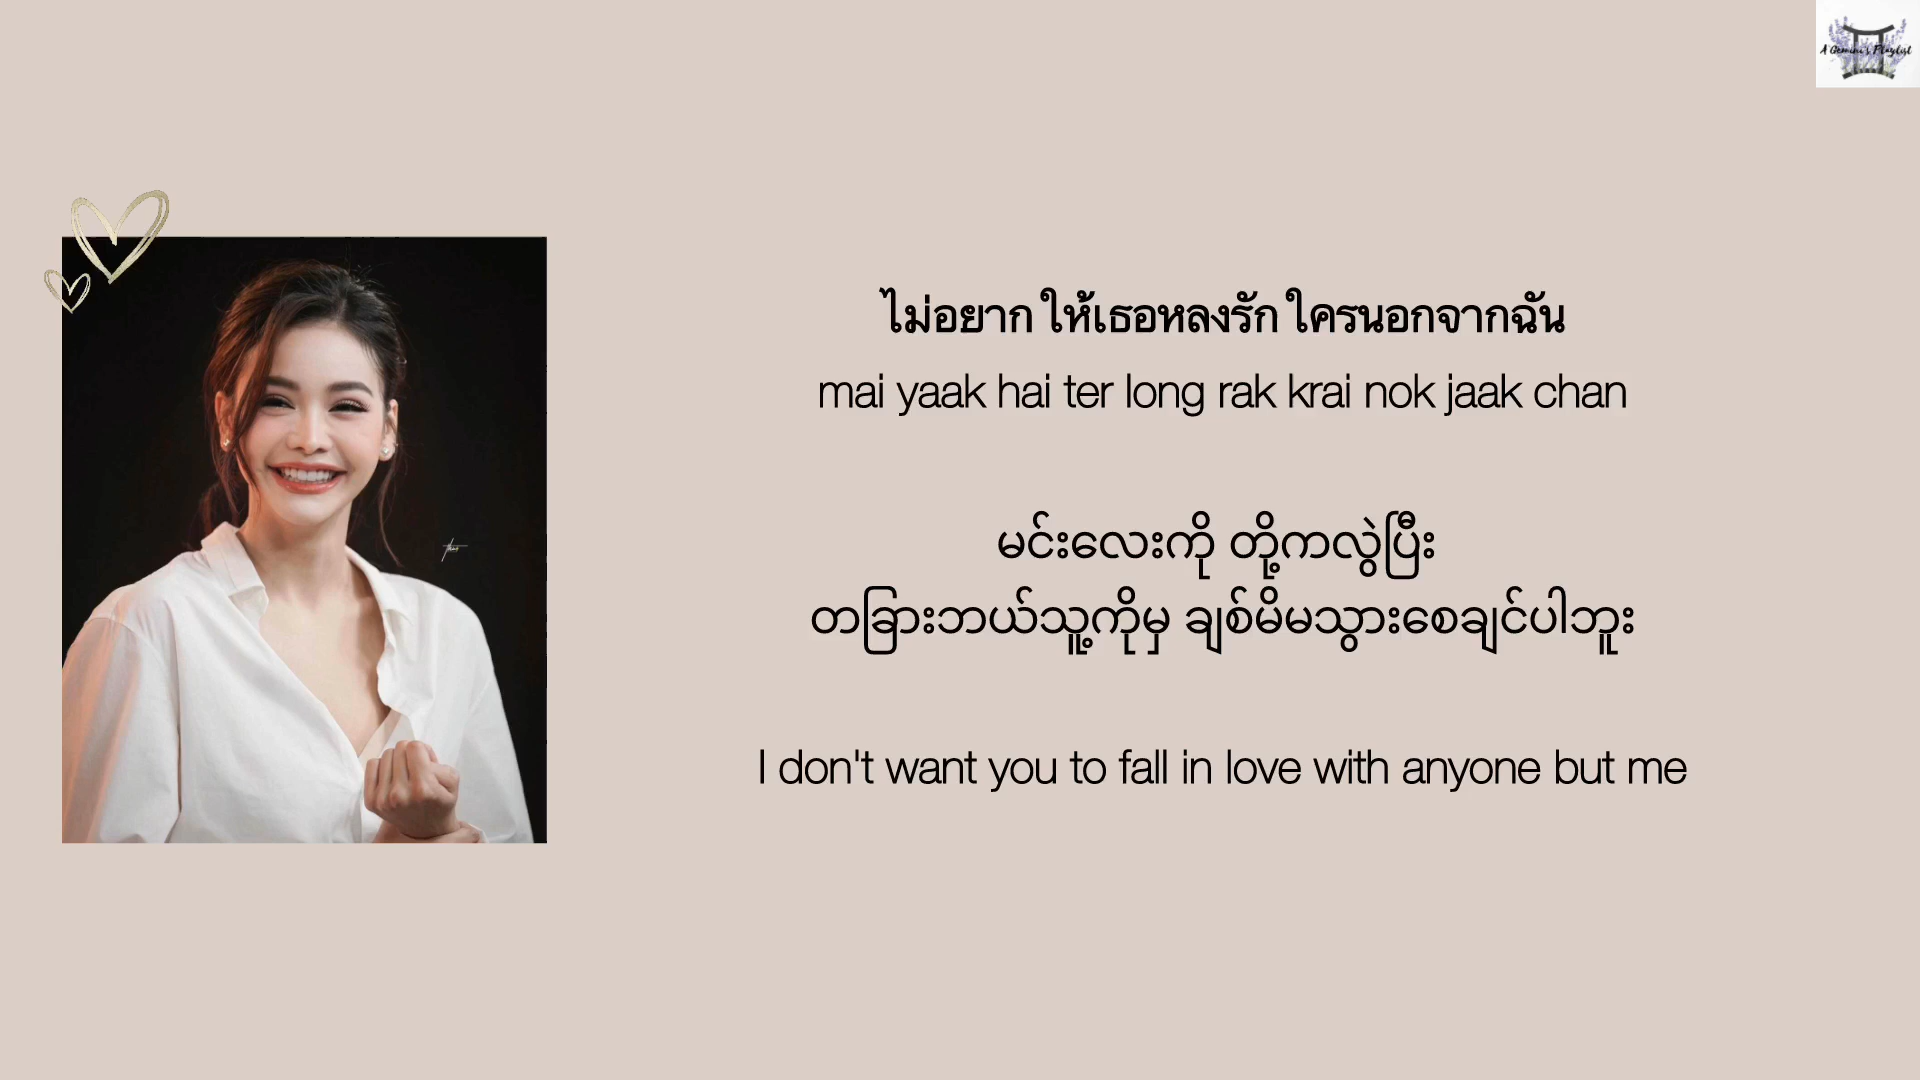 A Gemini's Playlist
ไม่อยาก ให้เธอหลงรัก ใครนอกจากฉัน
mai yaak hai ter long rak krai nok jaak chan
မင်းလေးကို တို့ကလွဲပြီး
တခြားဘယ်သူ့ကိုမှ ချစ်မိမသွားစေချင်ပါဘူး
I don't want you to fall in love with anyone but me